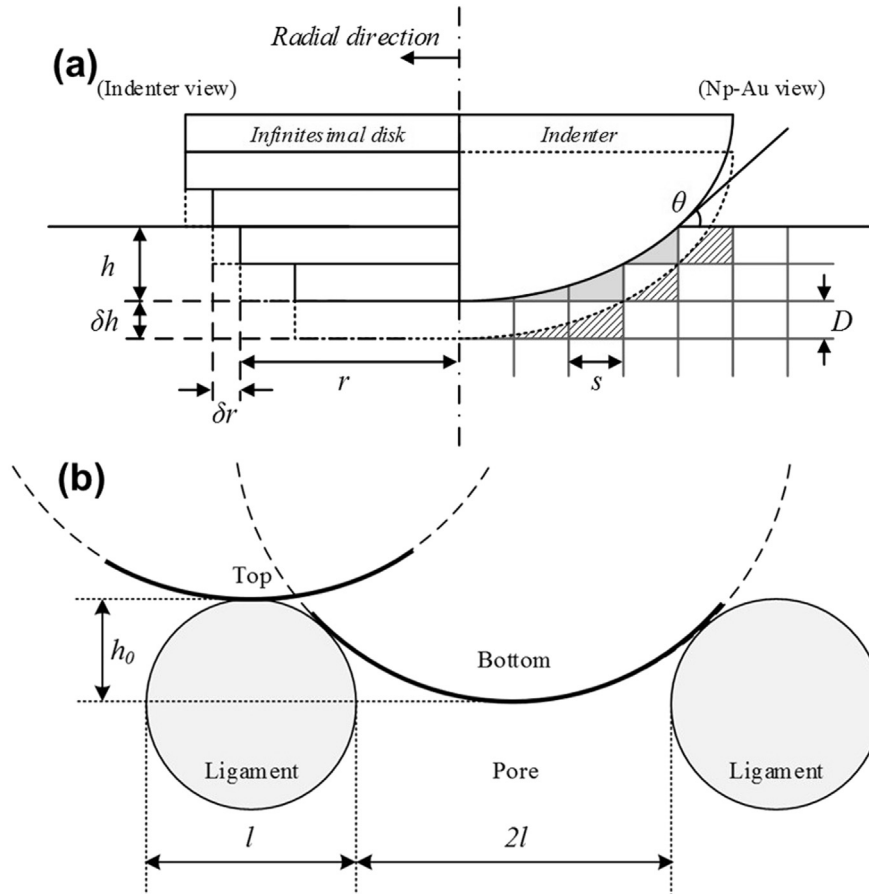 (a)
Radial direction
(Indenter view)
(Np-Au view)
Infinitesimal disk
Indenter
θ
h
δh
D
r
s
δr
(b)
Top
h0
Bottom
Ligament
Pore
Ligament
l
2l